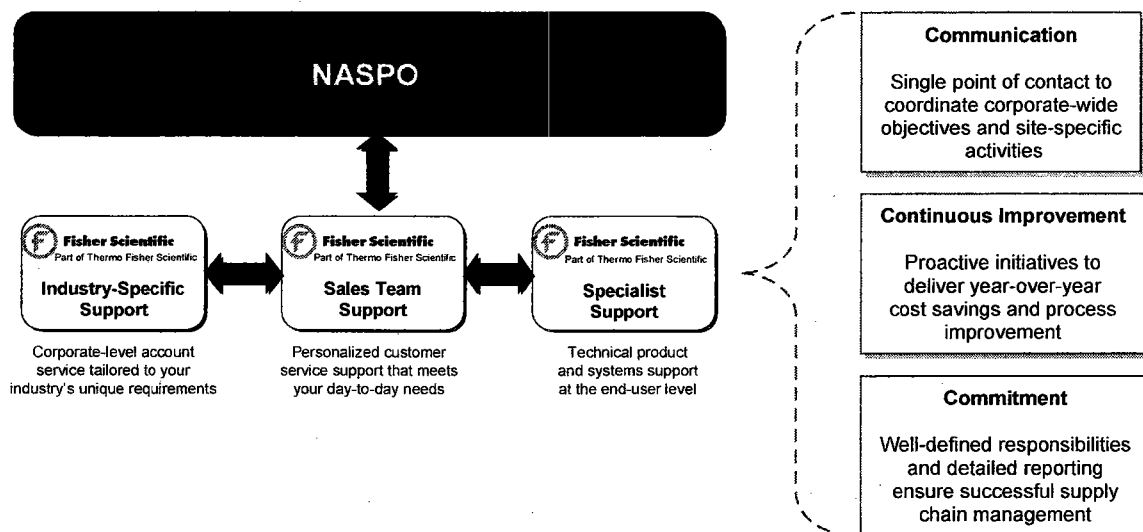 NASPO
Fisher Scientific
Part of Thermo Fisher Scientific
Industry-Specific
Support
Corporate-level account
service tailored to your
industry's unique requirements
Fisher Scientific
Part of Thermo Fisher Scientific
Sales Team
Support
Personalized customer
service support that meets
your day-to-day needs
Fisher Scientific
Part of Thermo Fisher Scientific
Specialist
Support
Technical product
and systems support
at the end-user level
Communication
Single point of contact to
coordinate corporate-wide
objectives and site-specific
activities
Continuous Improvement
Proactive initiatives to
deliver year-over-year
cost savings and process
improvement
Commitment
Well-defined responsibilities
and detailed reporting
ensure successful supply
chain management